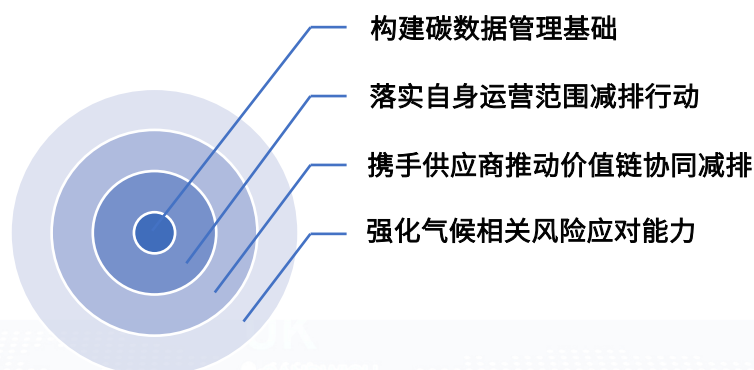 构建碳数据管理基础
落实自身运营范围减排行动
携手供应商推动价值链协同减排
强化气候相关风险应对能力